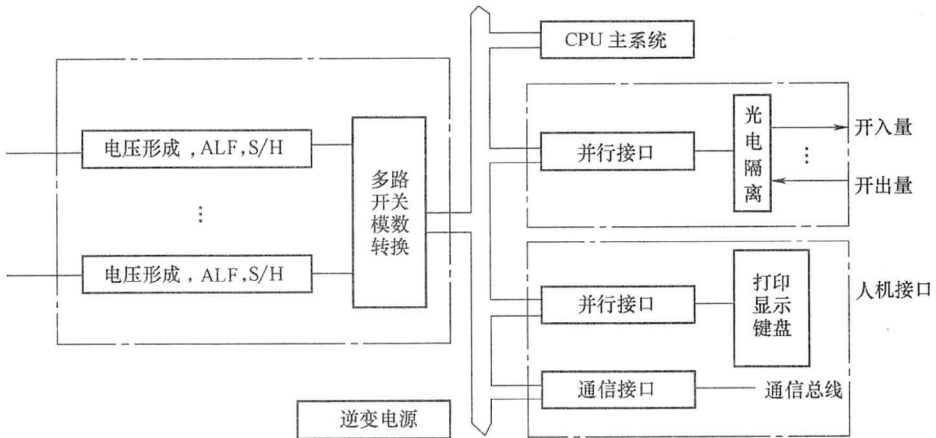 CPU 主系统
电压形成，ALF,S/H
多路
开关
模数
转换
⋮
电压形成，ALF,S/H
并行接口
光
电
隔
离
开入量
⋮
开出量
并行接口
打印
显示
键盘
人机接口
通信接口
通信总线
逆变电源